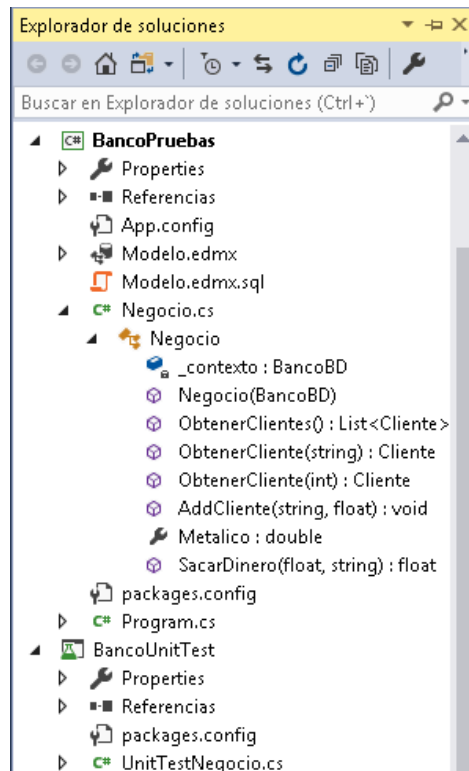 Explorador de soluciones
Buscar en Explorador de soluciones (Ctrl+`)
C# BancoPruebas
Properties
Referencias
App.config
Modelo.edmx
Modelo.edmx.sql
C# Negocio.cs
Negocio
_contexto : BancoBD
Negocio(BancoBD)
ObtenerClientes() : List<Cliente>
ObtenerCliente(string) : Cliente
ObtenerCliente(int) : Cliente
AddCliente(string, float) : void
Metalico : double
SacarDinero(float, string) : float
packages.config
C# Program.cs
BancoUnitTest
Properties
Referencias
packages.config
C# UnitTestNegocio.cs